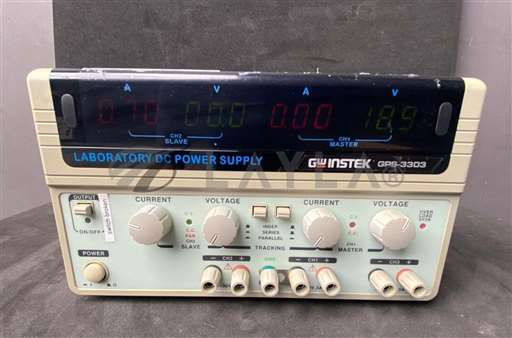 A V A V
0.10 00.0 0.00 18.9
CH2 SLAVE CH1 MASTER
LABORATORY DC POWER SUPPLY GW INSTEK GPS-3303
OUTPUT CURRENT VOLTAGE CURRENT VOLTAGE
ON/OFF
C.V. C.V.
C.C.
PAR
CH2
SLAVE
INDEP
SERIES
PARALLEL
TRACKING
C.C.
CH1
MASTER
POWER
− CH2 + GND − CH1 + − CH3 +